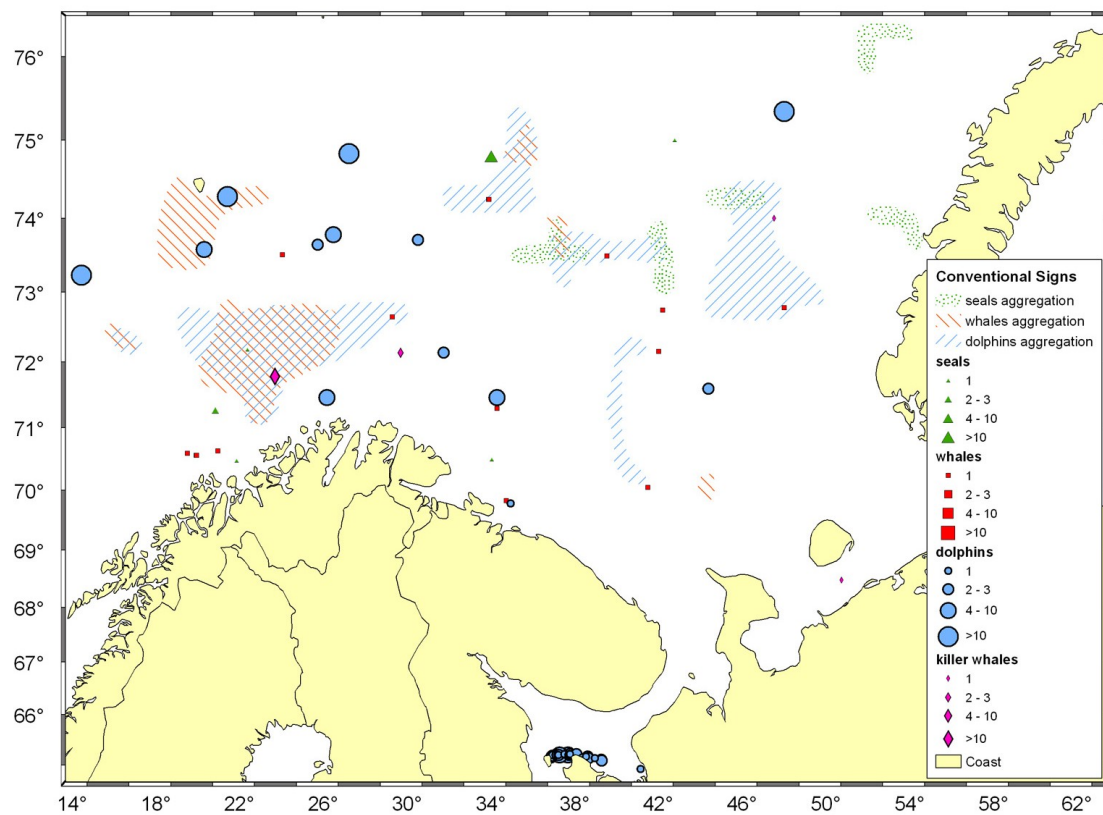 76°
75°
74°
73°
72°
71°
70°
69°
68°
67°
66°
14°
18°
22°
26°
30°
34°
38°
42°
46°
50°
54°
58°
62°
Conventional Signs
seals aggregation
whales aggregation
dolphins aggregation
seals
1
2 - 3
4 - 10
>10
whales
1
2 - 3
4 - 10
>10
dolphins
1
2 - 3
4 - 10
>10
killer whales
1
2 - 3
4 - 10
>10
Coast